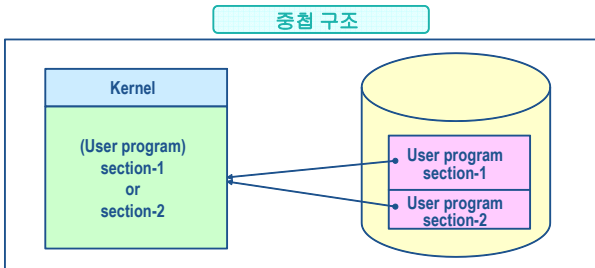 중첩 구조
Kernel
(User program)
section-1
or
section-2
User program
section-1
User program
section-2